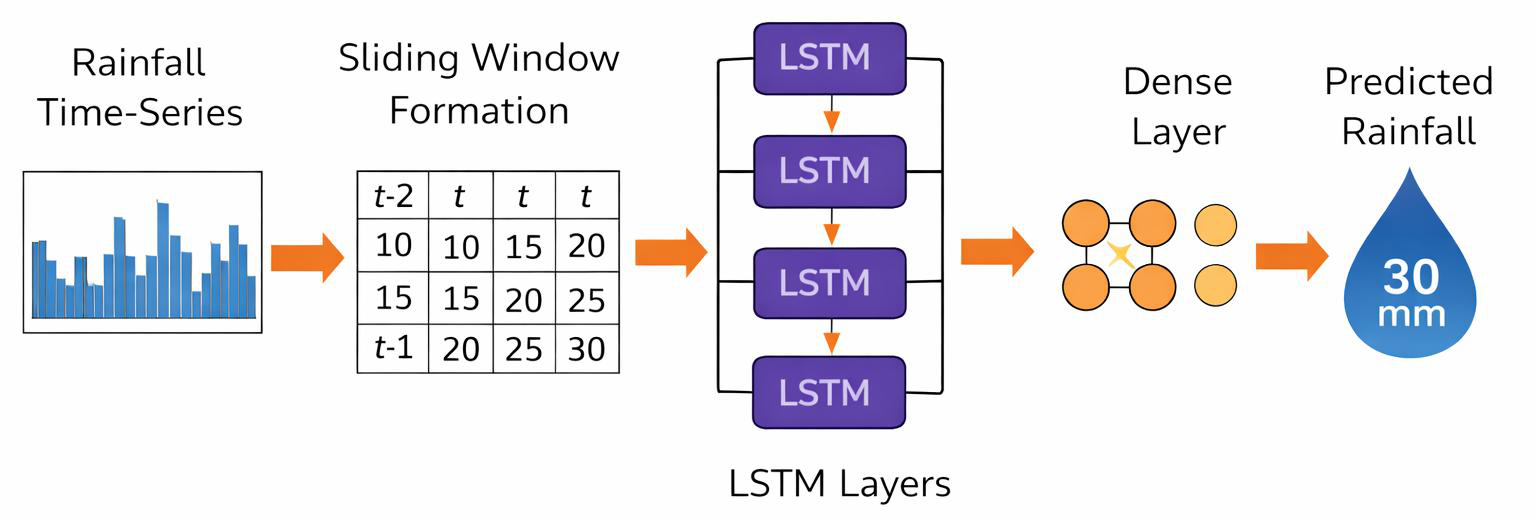 Rainfall
Time-Series
Sliding Window
Formation
t-2 t t t
10 10 15 20
15 15 20 25
t-1 20 25 30
LSTM
LSTM
LSTM
LSTM
LSTM Layers
Dense
Layer
Predicted
Rainfall
30
mm